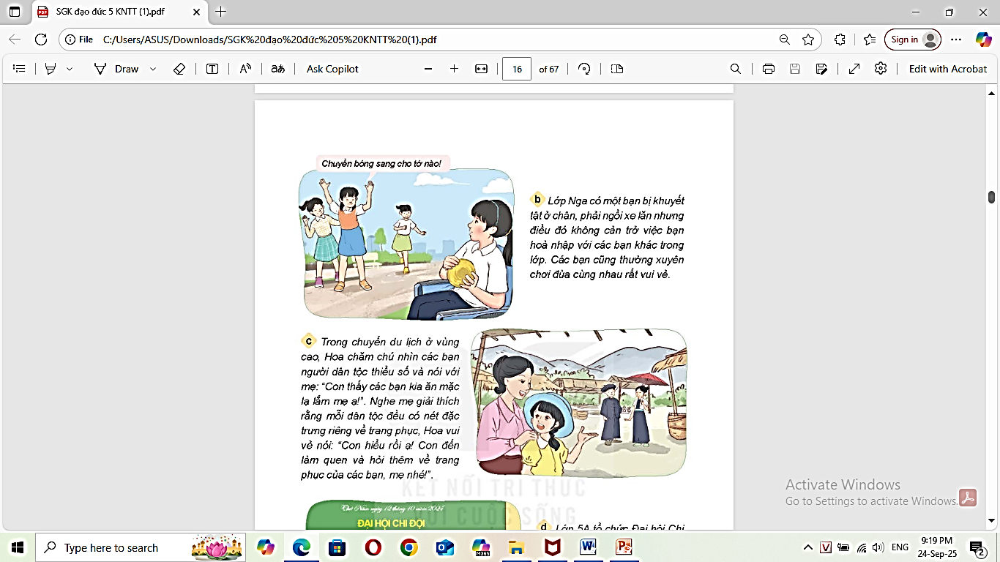 SGK đạo đức 5 KNTT (1).pdf
File C:/Users/ASUS/Downloads/SGK%20đạo%20đức%205%20KNTT%20(1).pdf
Sign in
Draw
Ask Copilot
16 of 67
Edit with Acrobat
Chuyền bóng sang cho tớ nào!
b Lớp Nga có một bạn bị khuyết
tật ở chân, phải ngồi xe lăn nhưng
điều đó không cản trở việc bạn
hoà nhập với các bạn khác trong
lớp. Các bạn cũng thường xuyên
chơi đùa cùng nhau rất vui vẻ.
c Trong chuyến du lịch ở vùng
cao, Hoa chăm chú nhìn các bạn
người dân tộc thiểu số và nói với
mẹ: “Con thấy các bạn kia ăn mặc
lạ lắm mẹ ạ!”. Nghe mẹ giải thích
rằng mỗi dân tộc đều có nét đặc
trưng riêng về trang phục, Hoa vui
vẻ nói: “Con hiểu rồi ạ! Con đến
làm quen và hỏi thêm về trang
phục của các bạn, mẹ nhé!”.
KẾT NỐI TRI THỨC
VỚI CUỘC SỐNG
ngày 12 tháng 10 năm 2024
ĐẠI HỘI CHI ĐỘI
d Lớp 5A tổ chức Đại hội Chi
Activate Windows
Go to Settings to activate Windows.
Type here to search
ENG
9:19 PM
24-Sep-25
2